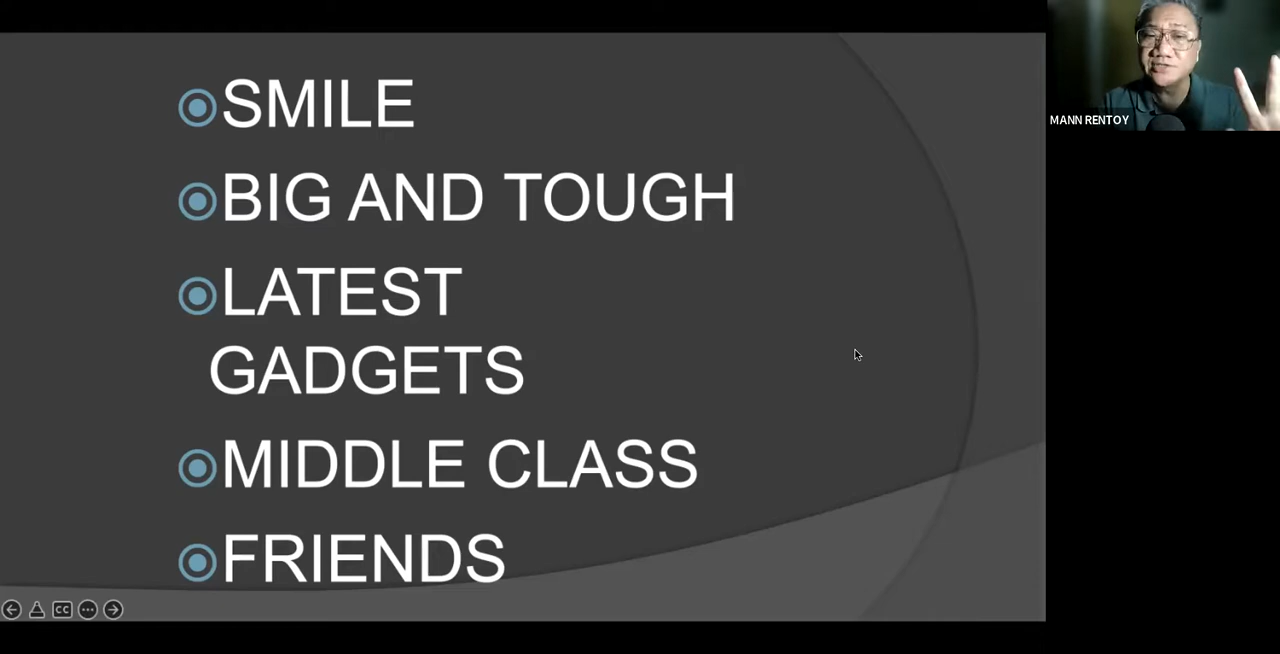 SMILE
BIG AND TOUGH
LATEST
GADGETS
MIDDLE CLASS
FRIENDS
CC
MANN RENTOY